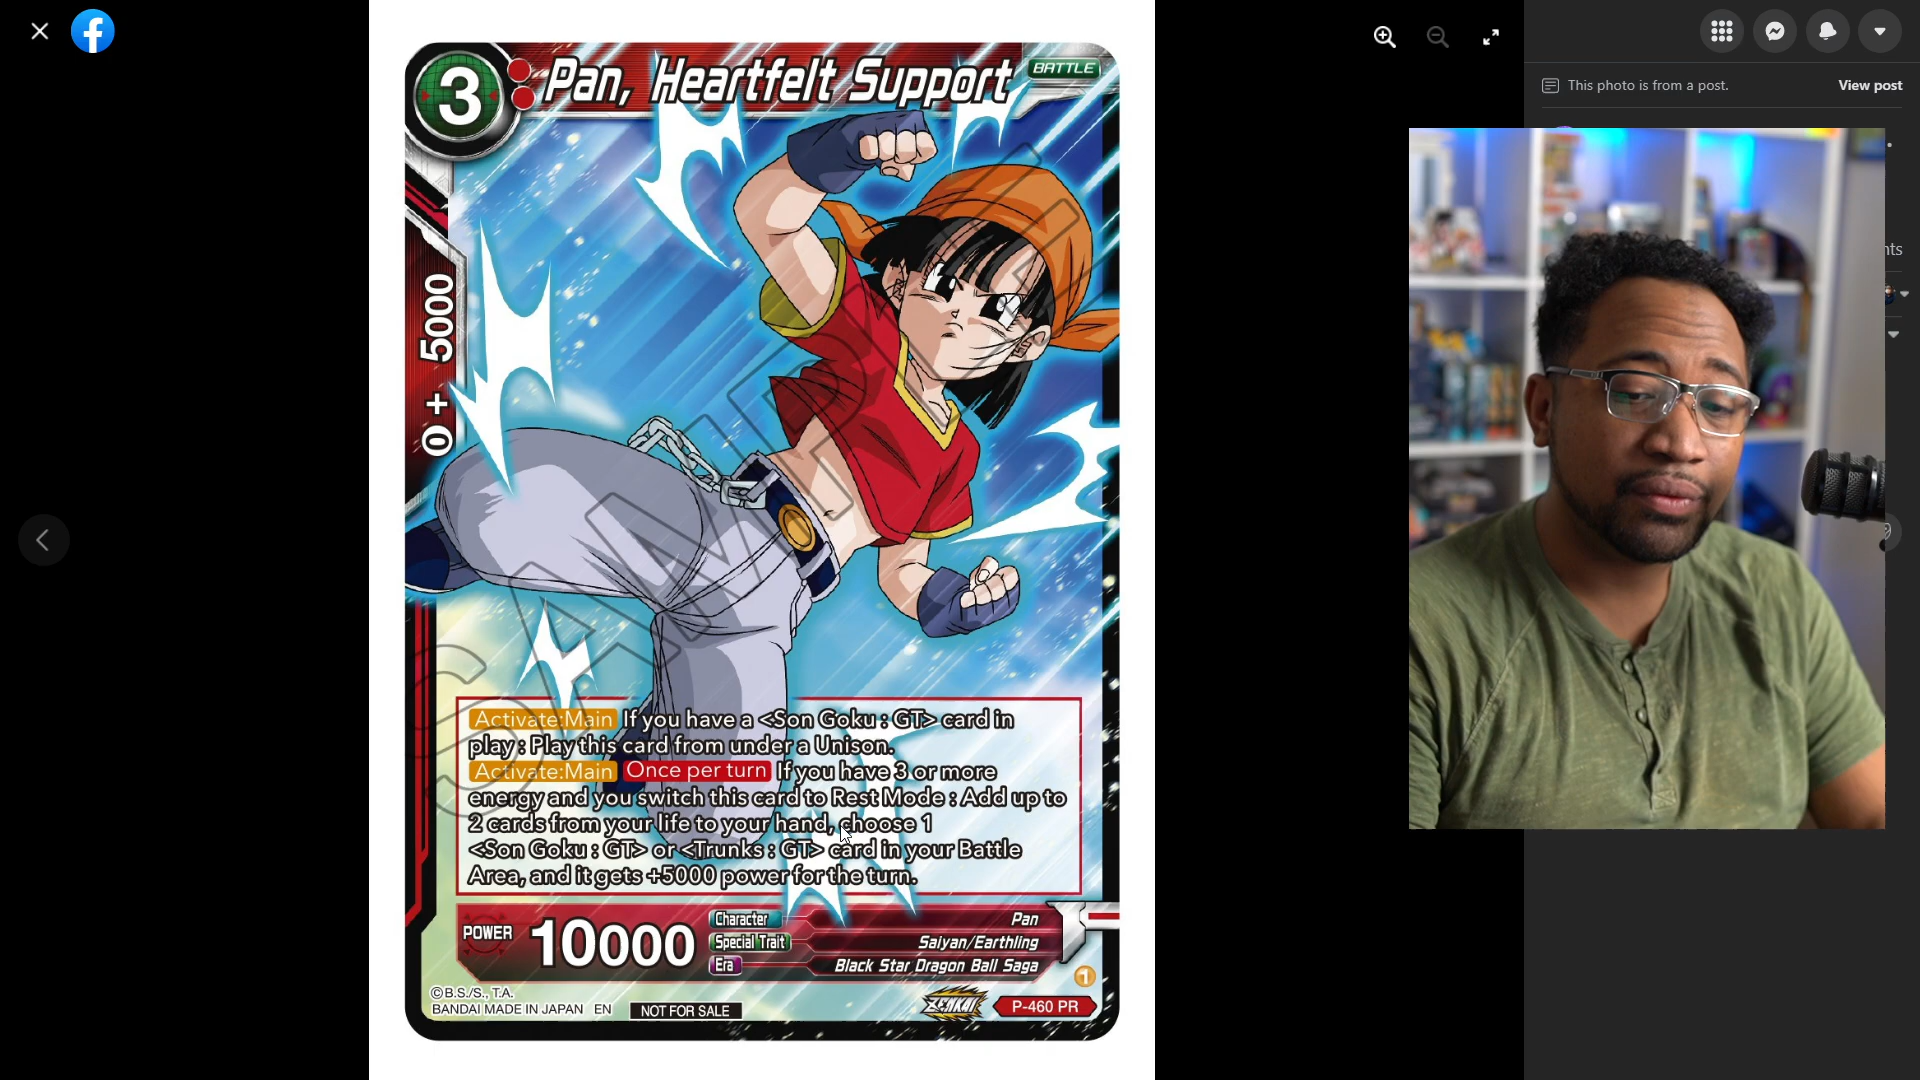 3
Pan, Heartfelt Support
BATTLE
This photo is from a post.
View post
nts
0 + 5000
SAMPLE
Activate:Main If you have a <Son Goku : GT> card in
play : Play this card from under a Unison.
Activate:Main Once per turn If you have 3 or more
energy and you switch this card to Rest Mode : Add up to
2 cards from your life to your hand, choose 1
<Son Goku : GT> or <Trunks : GT> card in your Battle
Area, and it gets +5000 power for the turn.
POWER 10000
Character Pan
Special Trait Saiyan/Earthling
Era Black Star Dragon Ball Saga
1
©B.S./S., T.A.
BANDAI MADE IN JAPAN EN NOT FOR SALE
ZENKAI
P-460 PR